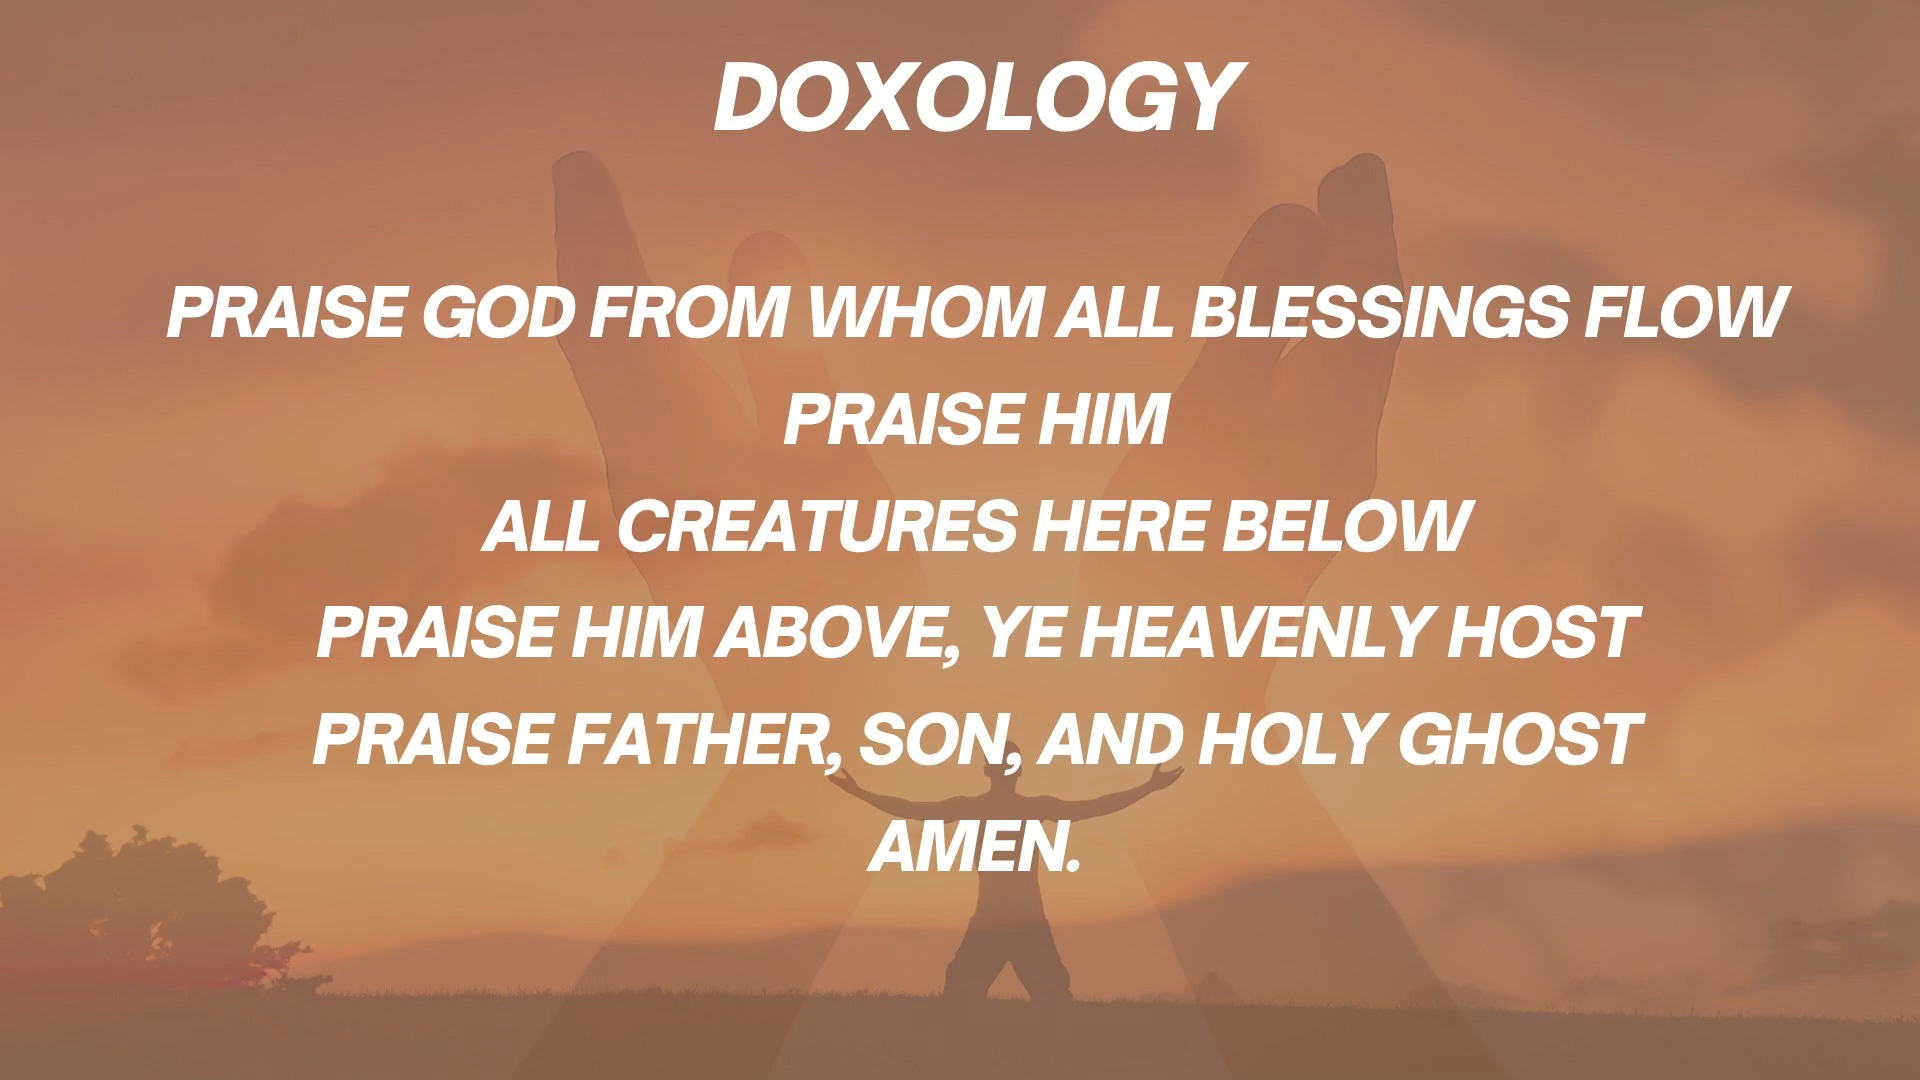 DOXOLOGY
PRAISE GOD FROM WHOM ALL BLESSINGS FLOW
PRAISE HIM
ALL CREATURES HERE BELOW
PRAISE HIM ABOVE, YE HEAVENLY HOST
PRAISE FATHER, SON, AND HOLY GHOST
AMEN.